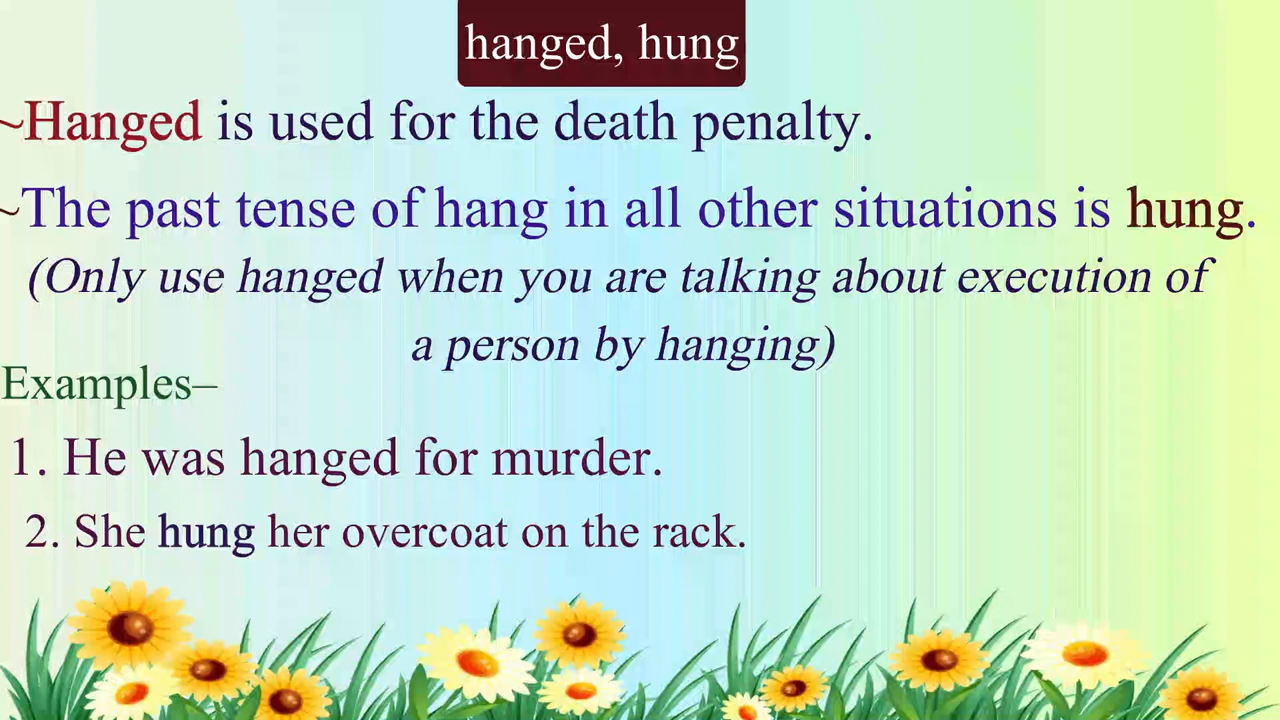 hanged, hung
~Hanged is used for the death penalty.
~The past tense of hang in all other situations is hung.
(Only use hanged when you are talking about execution of
a person by hanging)
Examples–
1. He was hanged for murder.
2. She hung her overcoat on the rack.